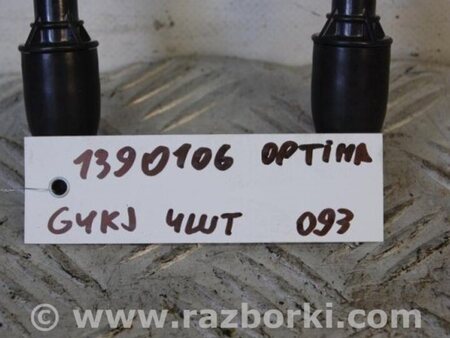 1390106 OPTIMA
G4KJ 4ШТ 093
© www.razborki.com